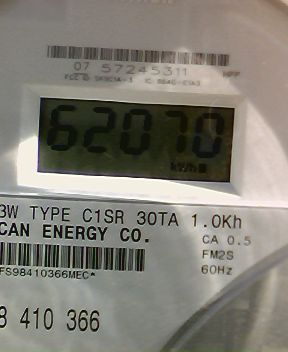 07 57245311 HPP
62070
kWh
3W TYPE C1SR 30TA 1.0Kh
CAN ENERGY CO.
CA 0.5
FM2S
60Hz
FS98410366MEC*
8 410 366